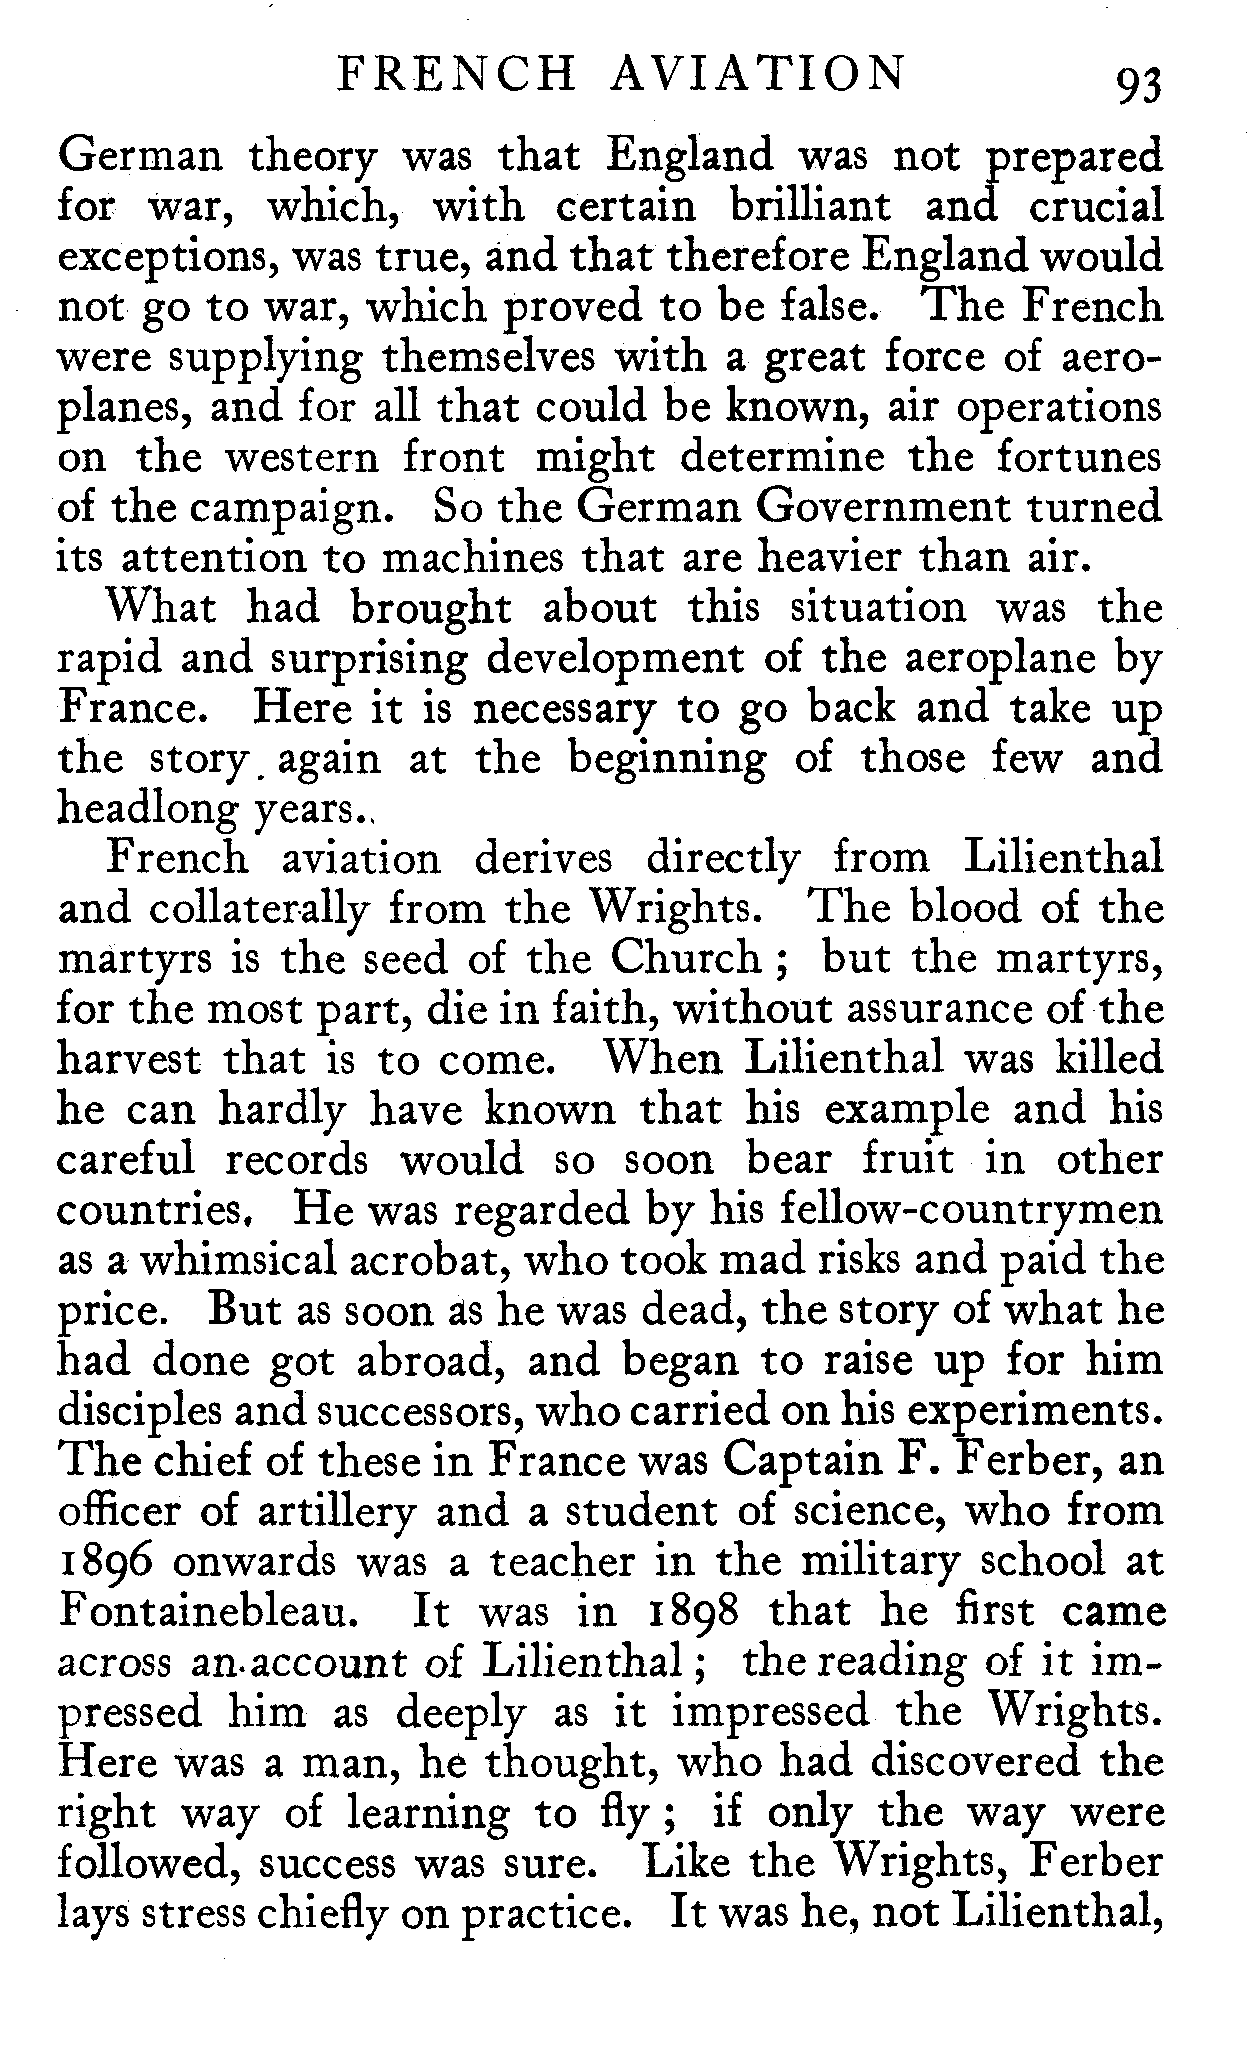 FRENCH AVIATION 93
German theory was that England was not prepared
for war, which, with certain brilliant and crucial
exceptions, was true, and that therefore England would
not go to war, which proved to be false. The French
were supplying themselves with a great force of aero-
planes, and for all that could be known, air operations
on the western front might determine the fortunes
of the campaign. So the German Government turned
its attention to machines that are heavier than air.
What had brought about this situation was the
rapid and surprising development of the aeroplane by
France. Here it is necessary to go back and take up
the story again at the beginning of those few and
headlong years.
French aviation derives directly from Lilienthal
and collaterally from the Wrights. The blood of the
martyrs is the seed of the Church ; but the martyrs,
for the most part, die in faith, without assurance of the
harvest that is to come. When Lilienthal was killed
he can hardly have known that his example and his
careful records would so soon bear fruit in other
countries. He was regarded by his fellow-countrymen
as a whimsical acrobat, who took mad risks and paid the
price. But as soon as he was dead, the story of what he
had done got abroad, and began to raise up for him
disciples and successors, who carried on his experiments.
The chief of these in France was Captain F. Ferber, an
officer of artillery and a student of science, who from
1896 onwards was a teacher in the military school at
Fontainebleau. It was in 1898 that he first came
across an account of Lilienthal ; the reading of it im-
pressed him as deeply as it impressed the Wrights.
Here was a man, he thought, who had discovered the
right way of learning to fly ; if only the way were
followed, success was sure. Like the Wrights, Ferber
lays stress chiefly on practice. It was he, not Lilienthal,